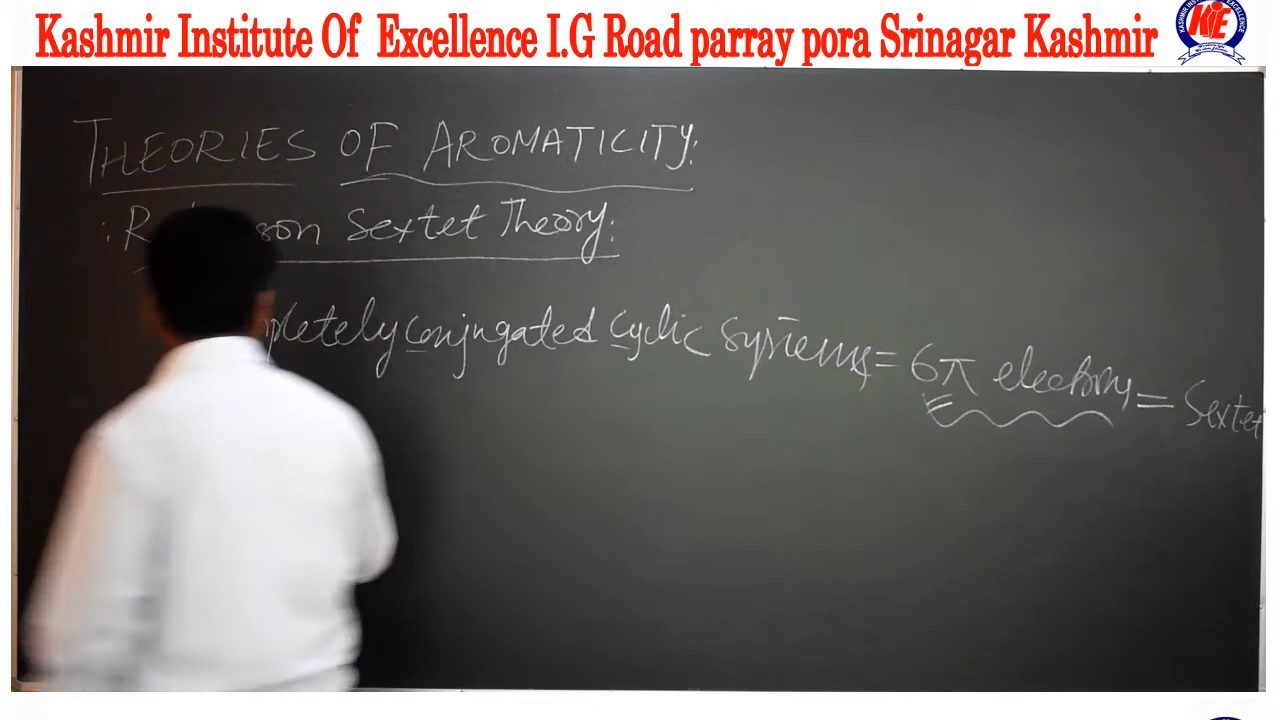 Kashmir Institute Of Excellence I.G Road parray pora Srinagar Kashmir
KIE
THEORIES OF AROMATICITY:
Sextet Theory:
conjugated cyclic systems = 6π electrons = Sextet